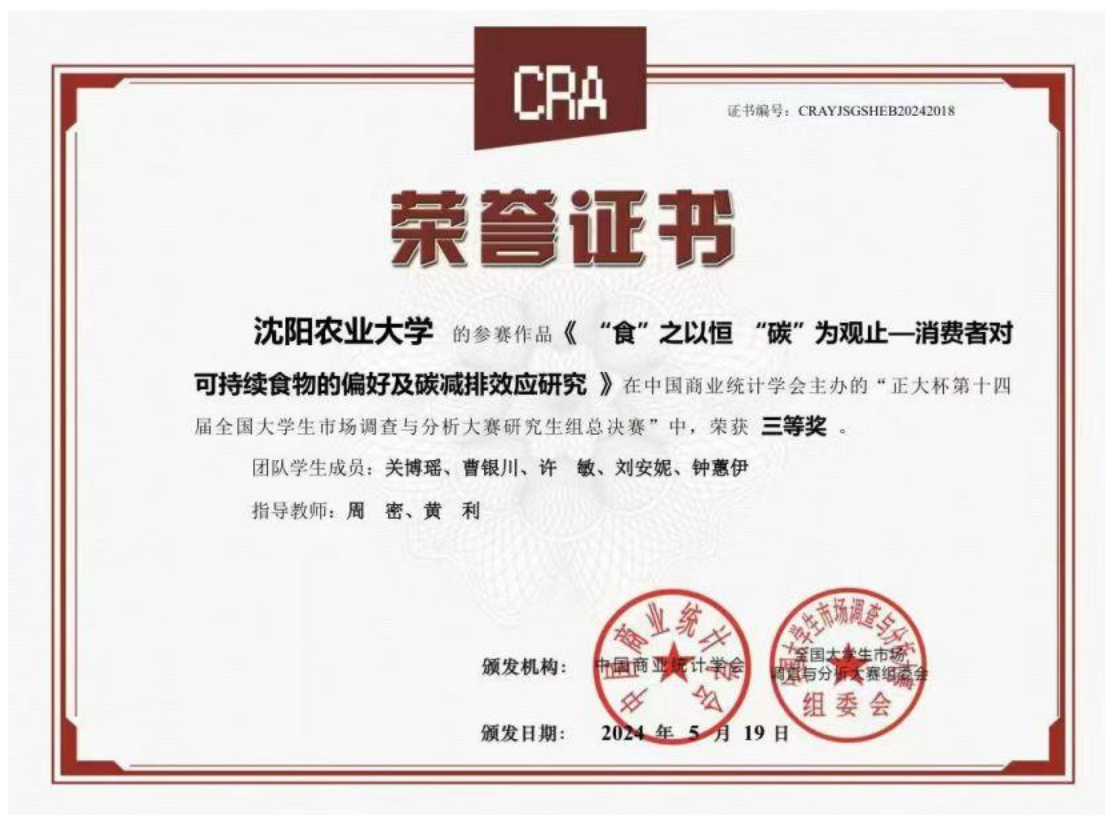 CRA
证书编号：CRAYJSGSHEB20242018
荣誉证书
沈阳农业大学 的参赛作品《 “食”之以恒 “碳”为观止—消费者对
可持续食物的偏好及碳减排效应研究 》在中国商业统计学会主办的“正大杯第十四
届全国大学生市场调查与分析大赛研究生组总决赛”中，荣获 三等奖 。
团队学生成员：关博瑶、曹银川、许 敏、刘安妮、钟蕙伊
指导教师：周 密、黄 利
颁发机构： 中国商业统计学会 全国大学生市场
调查与分析大赛组委会
中国商业统计学会
全国大学生市场调查与分析大赛
组委会
颁发日期： 2024 年 5 月 19 日